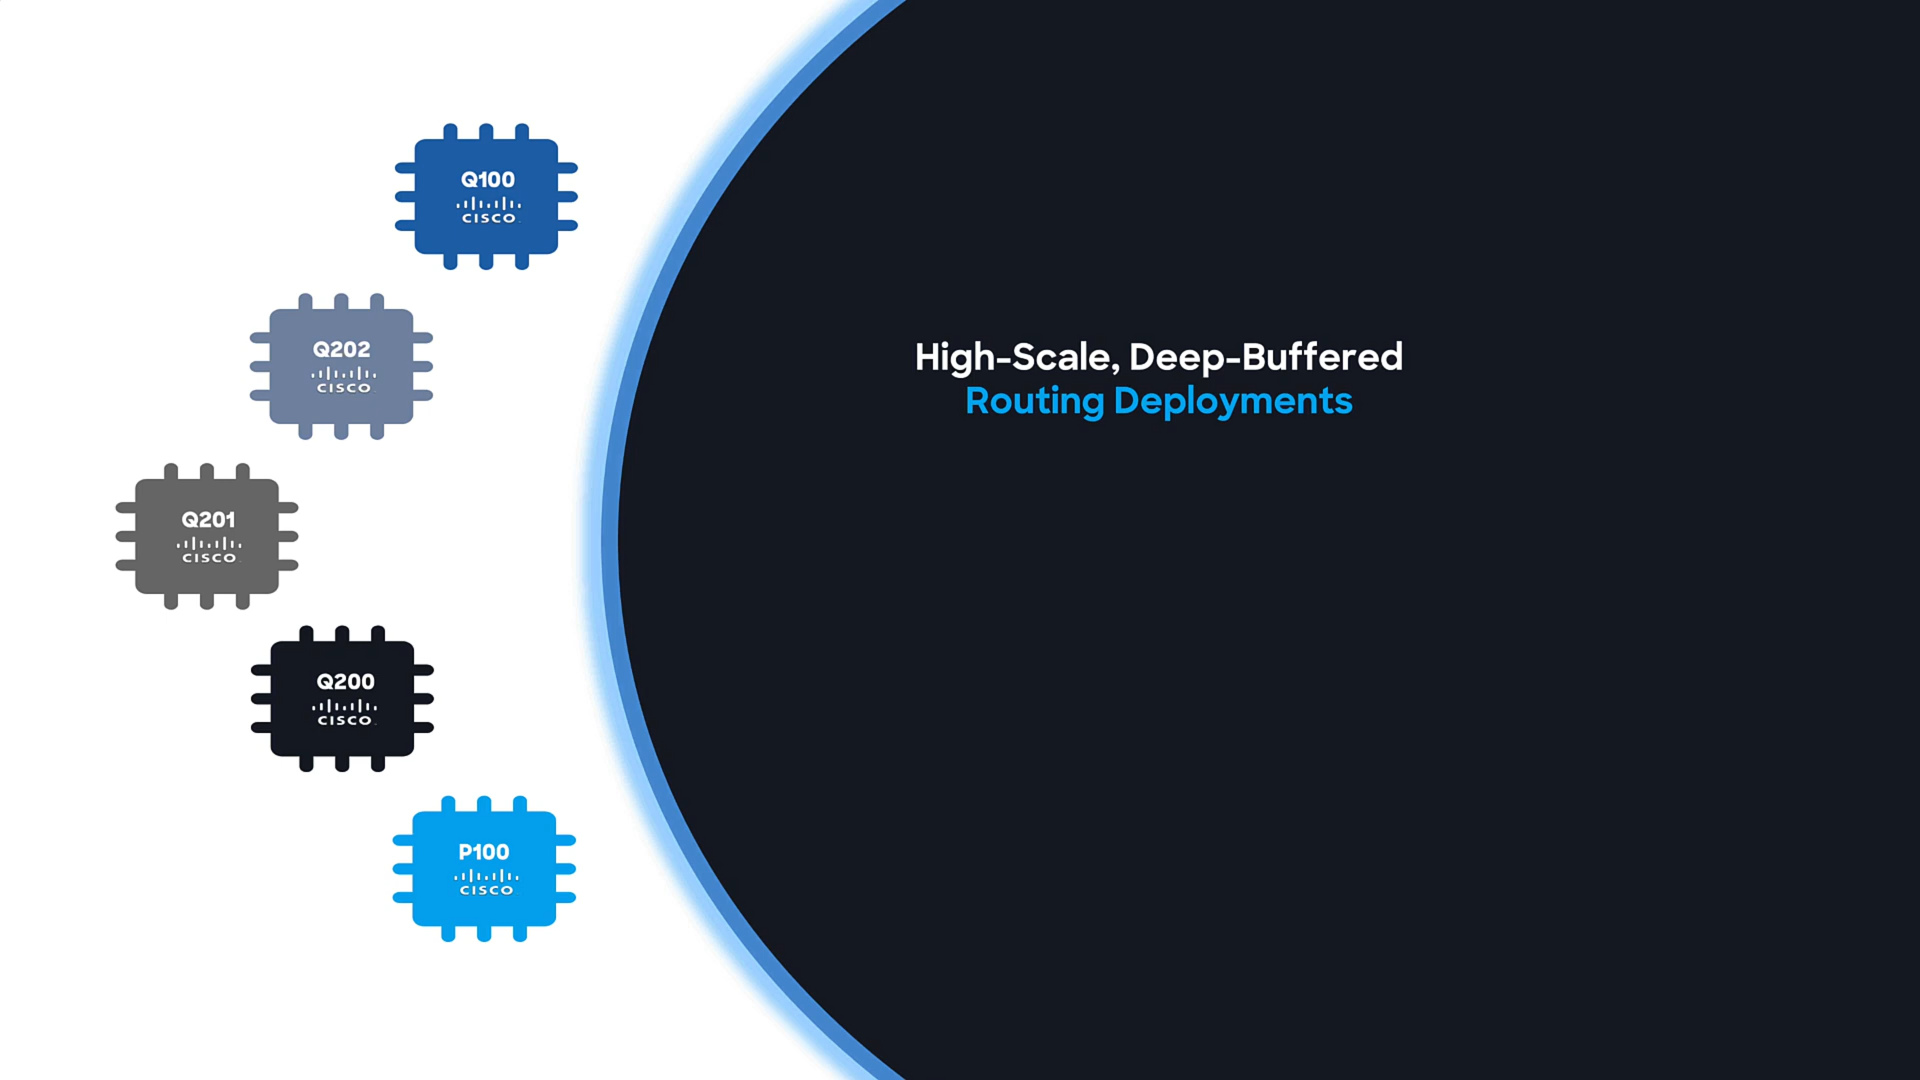 Q100
CISCO
Q202
CISCO
Q201
CISCO
Q200
CISCO
P100
CISCO
High-Scale, Deep-Buffered
Routing Deployments